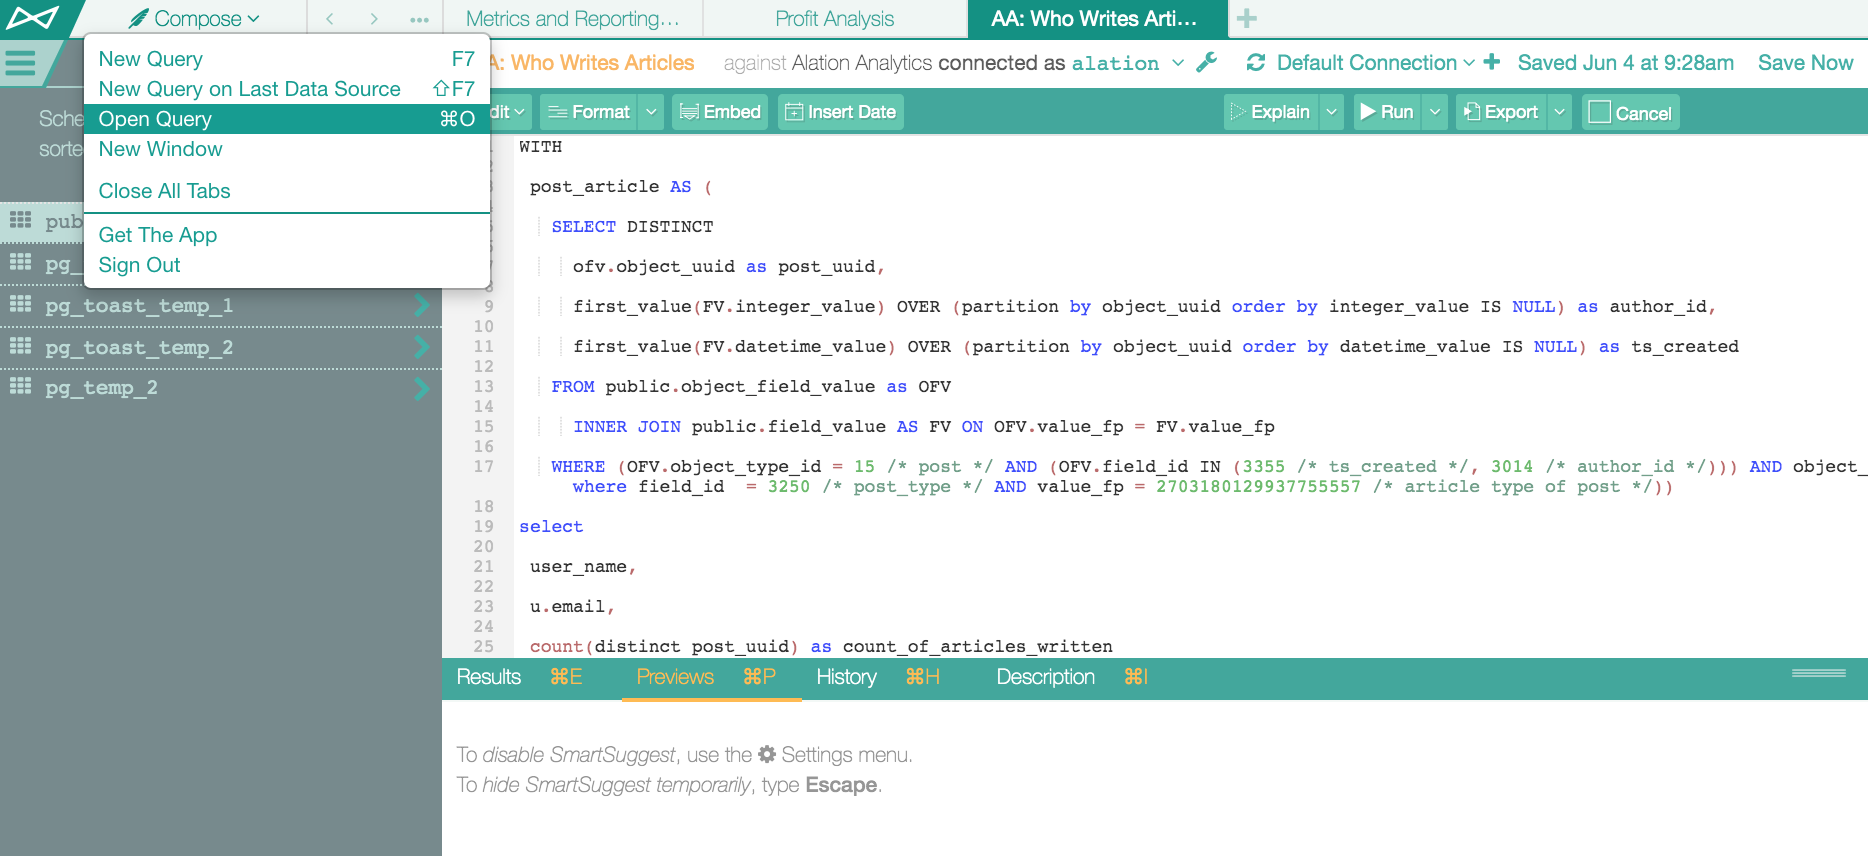 Compose
Metrics and Reporting...
Profit Analysis
AA: Who Writes Arti...
New Query F7
New Query on Last Data Source ⇧F7
Open Query ⌘O
New Window
Close All Tabs
Get The App
Sign Out
A: Who Writes Articles against Alation Analytics connected as alation
Default Connection
Saved Jun 4 at 9:28am
Save Now
dit
Format
Embed
Insert Date
Explain
Run
Export
Cancel
Sche
sorte
pub
pg_
pg_toast_temp_1
pg_toast_temp_2
pg_temp_2
WITH
post_article AS (
SELECT DISTINCT
ofv.object_uuid as post_uuid,
9 first_value(FV.integer_value) OVER (partition by object_uuid order by integer_value IS NULL) as author_id,
10
11 first_value(FV.datetime_value) OVER (partition by object_uuid order by datetime_value IS NULL) as ts_created
12
13 FROM public.object_field_value as OFV
14
15 INNER JOIN public.field_value AS FV ON OFV.value_fp = FV.value_fp
16
17 WHERE (OFV.object_type_id = 15 /* post */ AND (OFV.field_id IN (3355 /* ts_created */, 3014 /* author_id */))) AND object_
where field_id = 3250 /* post_type */ AND value_fp = 2703180129937755557 /* article type of post */))
18
19 select
20
21 user_name,
22
23 u.email,
24
25 count(distinct post_uuid) as count_of_articles_written
Results ⌘E
Previews ⌘P
History ⌘H
Description ⌘I
To disable SmartSuggest, use the Settings menu.
To hide SmartSuggest temporarily, type Escape.